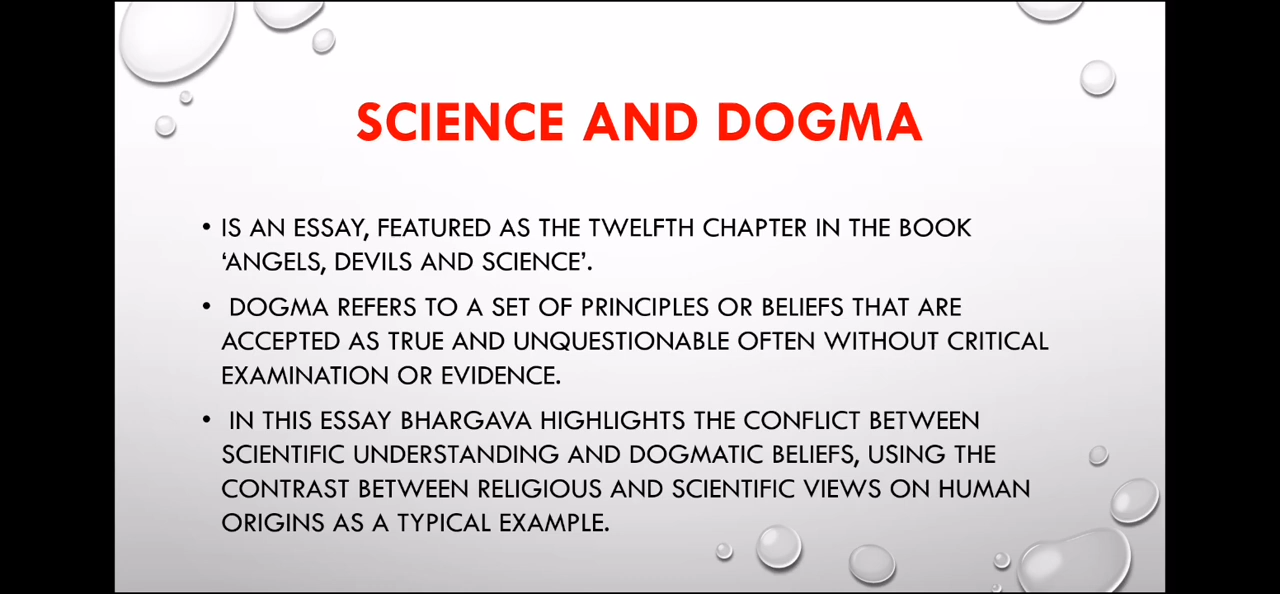 SCIENCE AND DOGMA
• IS AN ESSAY, FEATURED AS THE TWELFTH CHAPTER IN THE BOOK
‘ANGELS, DEVILS AND SCIENCE’.
• DOGMA REFERS TO A SET OF PRINCIPLES OR BELIEFS THAT ARE
ACCEPTED AS TRUE AND UNQUESTIONABLE OFTEN WITHOUT CRITICAL
EXAMINATION OR EVIDENCE.
• IN THIS ESSAY BHARGAVA HIGHLIGHTS THE CONFLICT BETWEEN
SCIENTIFIC UNDERSTANDING AND DOGMATIC BELIEFS, USING THE
CONTRAST BETWEEN RELIGIOUS AND SCIENTIFIC VIEWS ON HUMAN
ORIGINS AS A TYPICAL EXAMPLE.